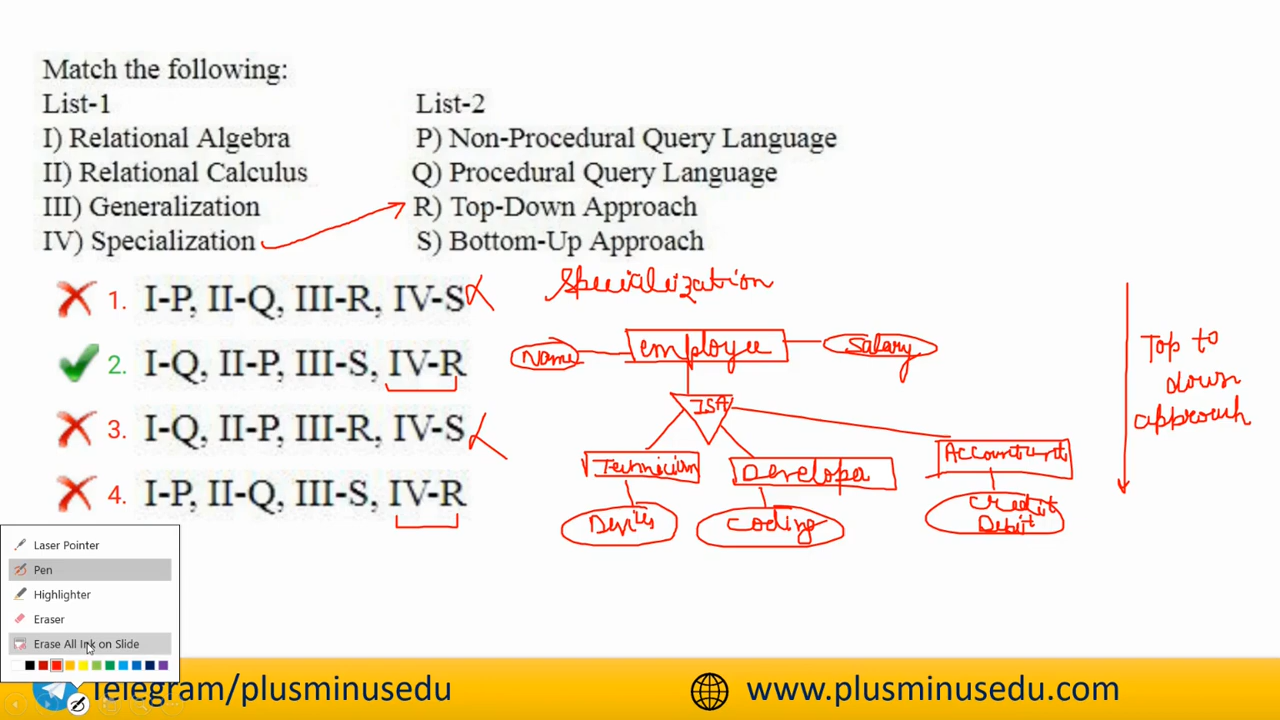 Match the following:
List-1 List-2
I) Relational Algebra P) Non-Procedural Query Language
II) Relational Calculus Q) Procedural Query Language
III) Generalization R) Top-Down Approach
IV) Specialization S) Bottom-Up Approach
1. I-P, II-Q, III-R, IV-S
2. I-Q, II-P, III-S, IV-R
3. I-Q, II-P, III-R, IV-S
4. I-P, II-Q, III-S, IV-R
Specialization
Name employee Salary
ISA
Technician Developer Accountant
coding
Credit
Debit
Top to
down
approach
Laser Pointer
Pen
Highlighter
Eraser
Erase All Ink on Slide
Telegram/plusminusedu www.plusminusedu.com